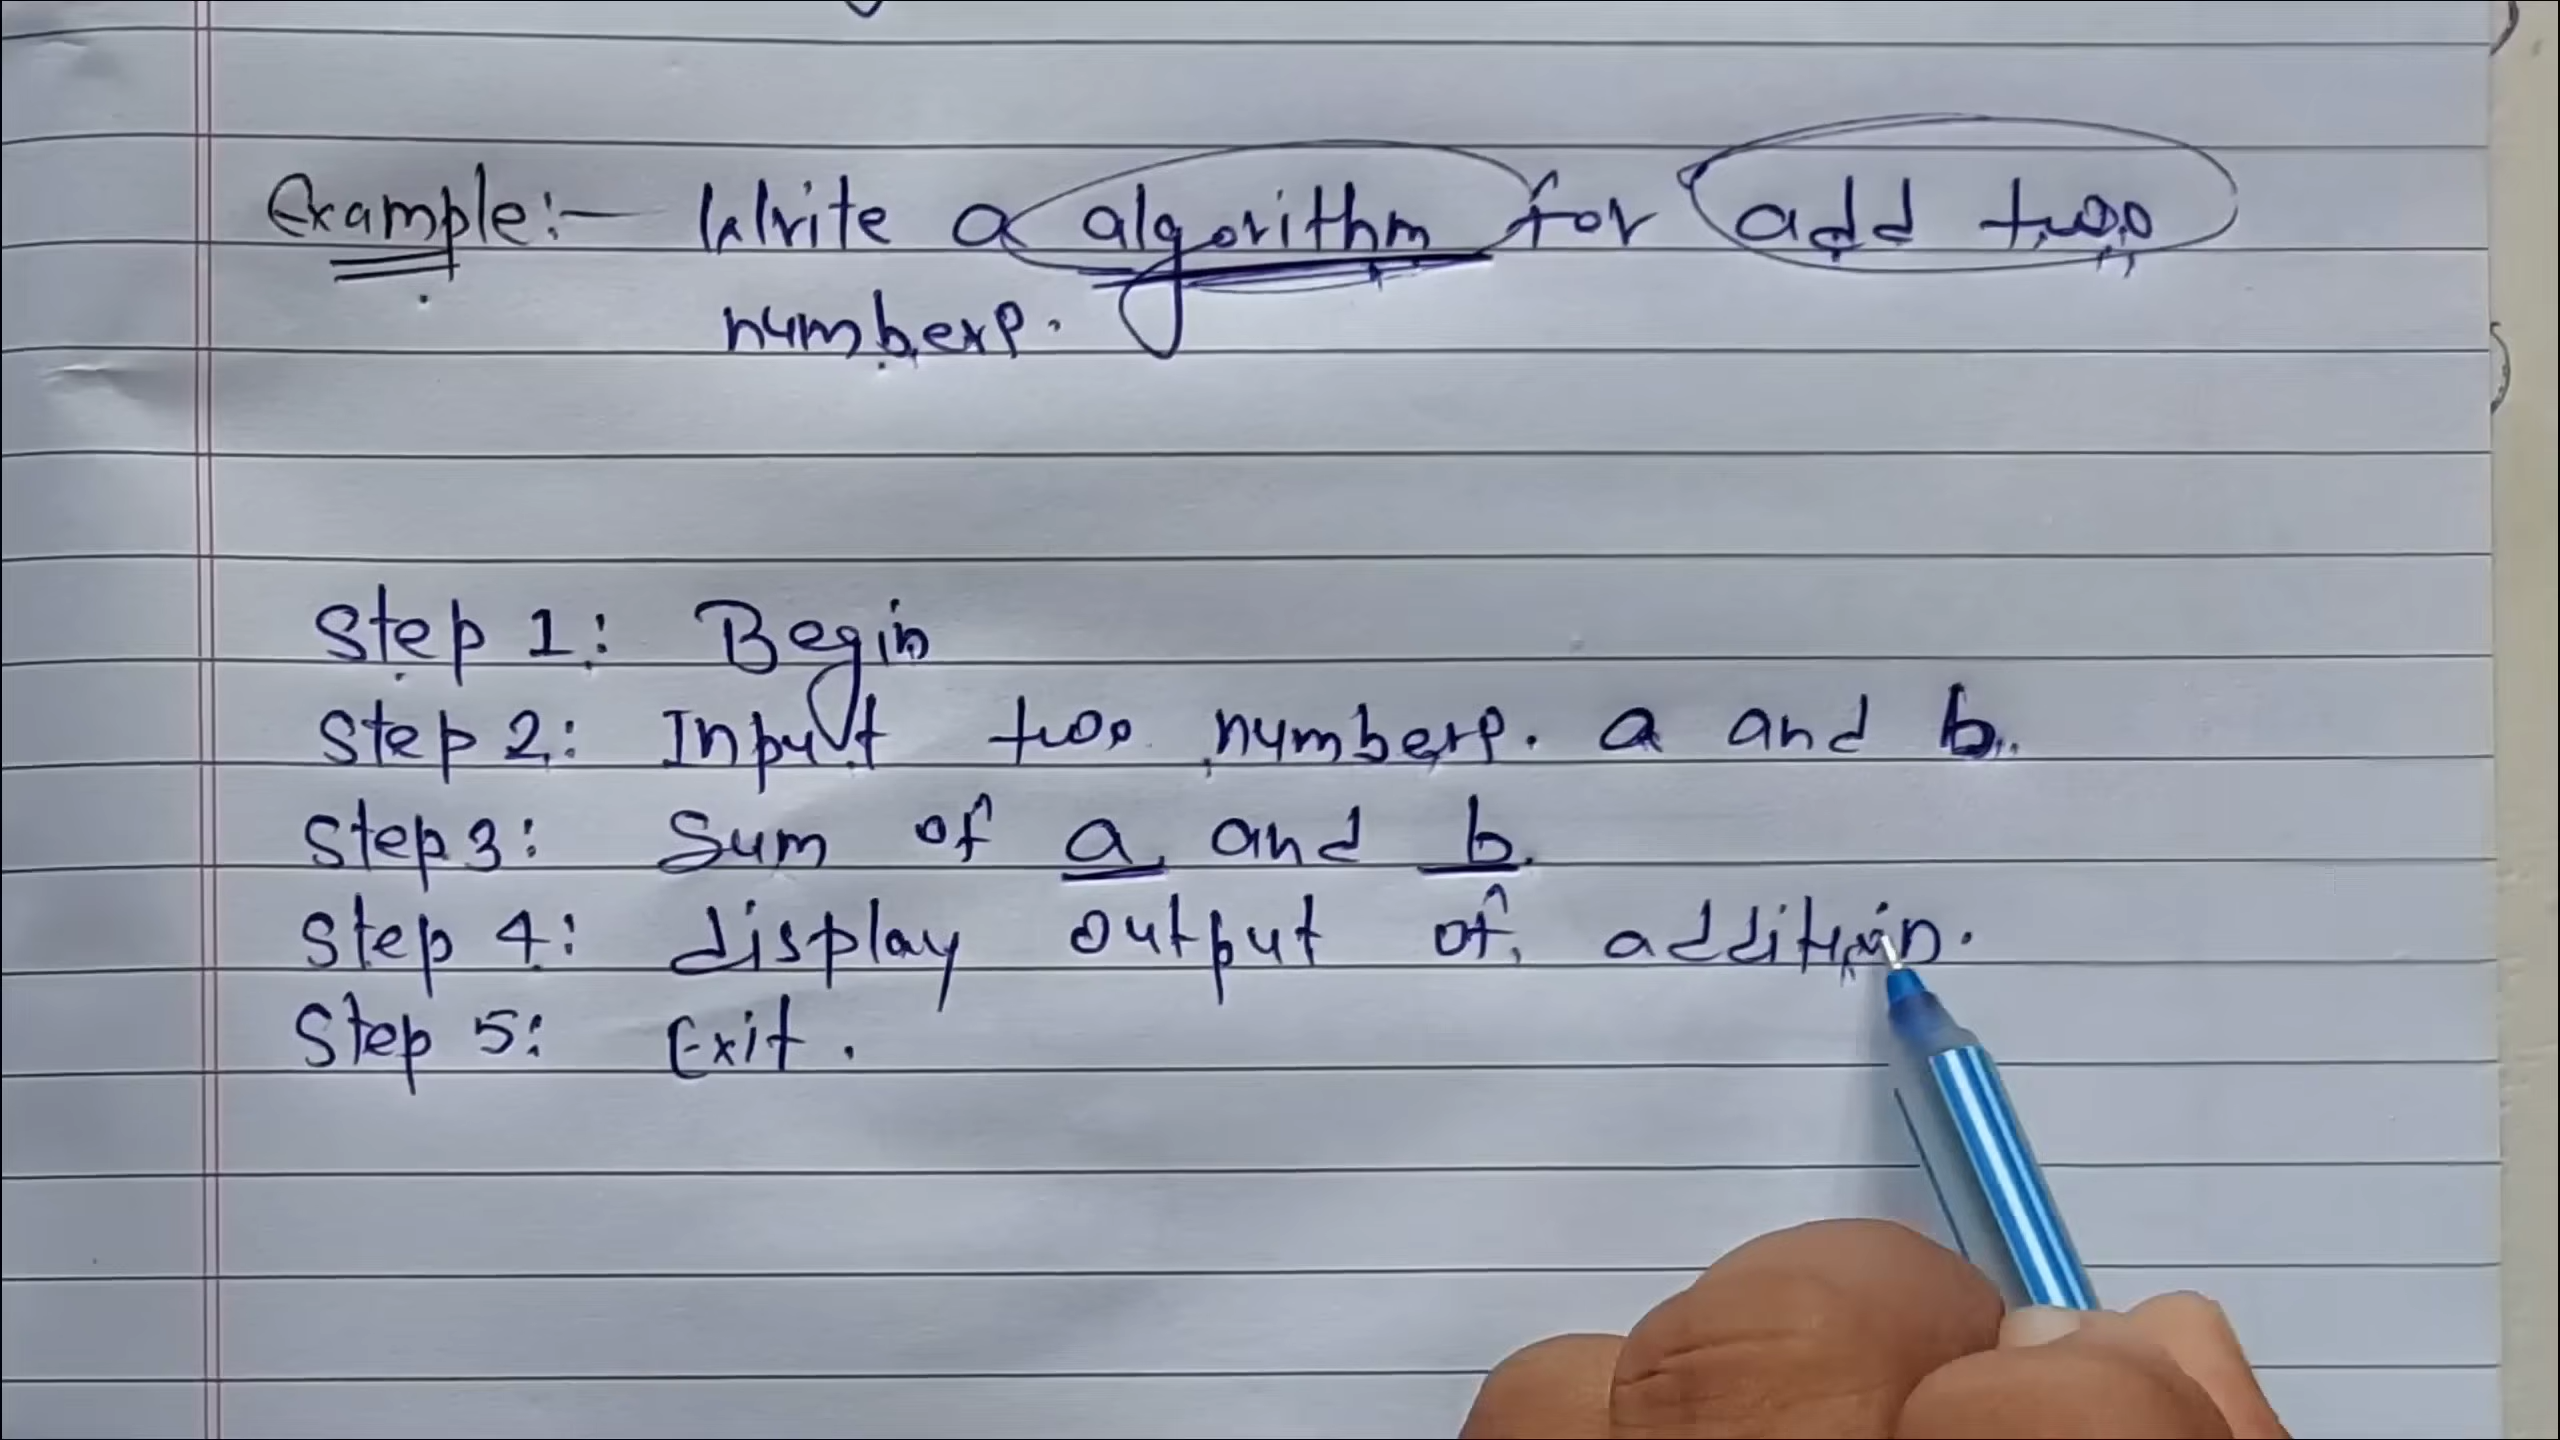 Example:- Write a algorithm for add two
numbers.
Step 1: Begin
Step 2: Input two numbers. a and b.
Step 3: Sum of a and b.
Step 4: display output of addition.
Step 5: Exit.